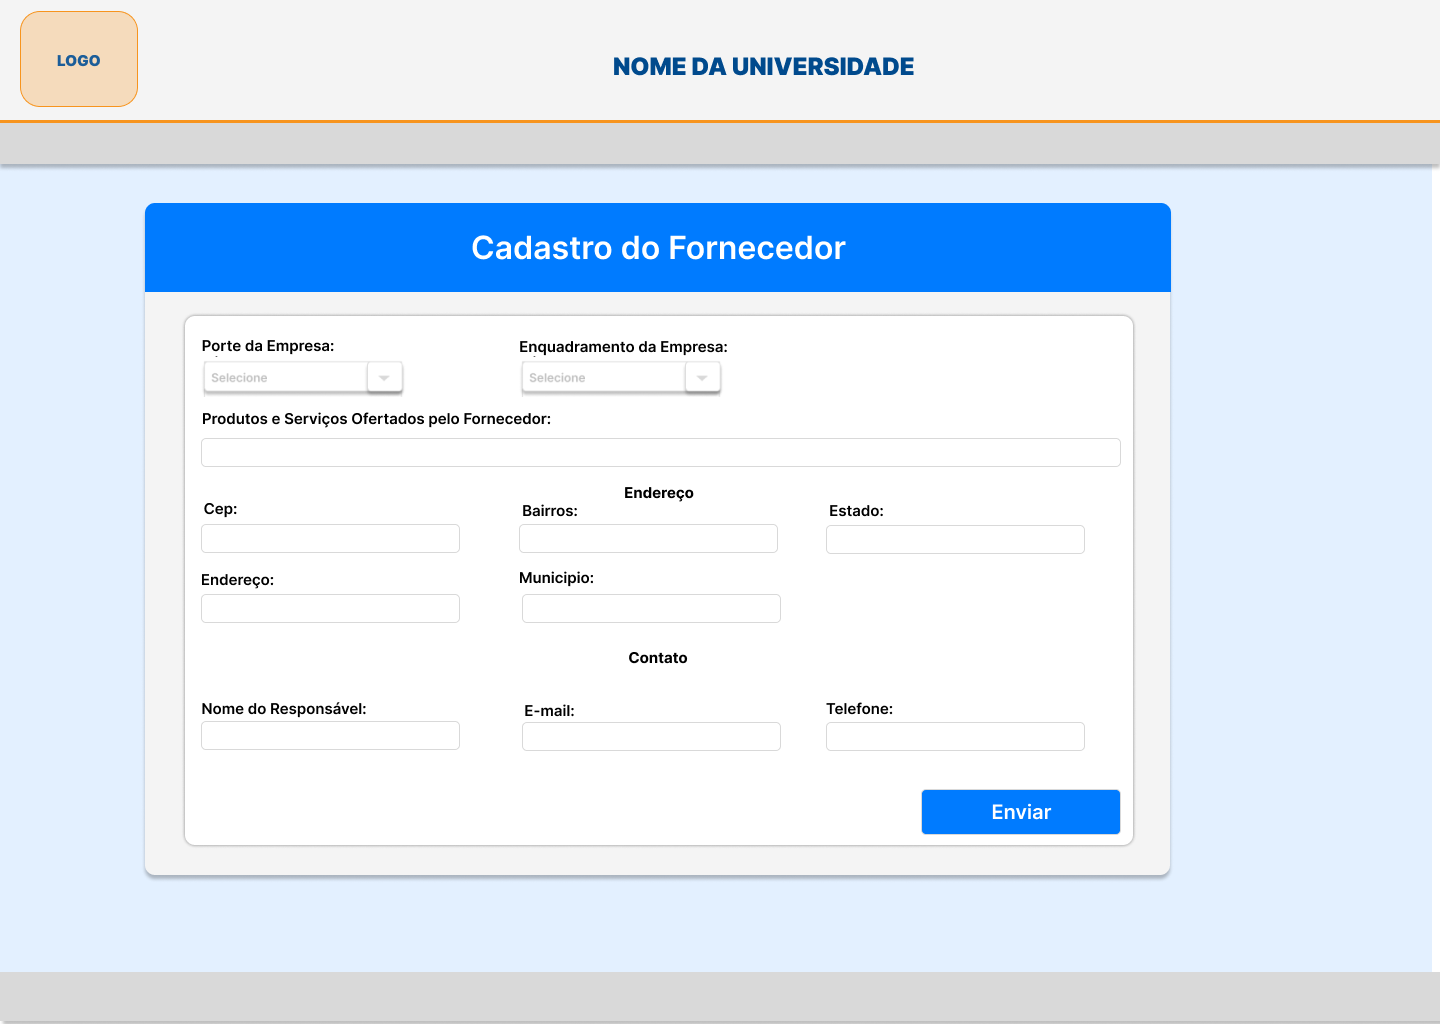 LOGO
NOME DA UNIVERSIDADE
Cadastro do Fornecedor
Porte da Empresa:
Enquadramento da Empresa:
Selecione
Selecione
Produtos e Serviços Ofertados pelo Fornecedor:
Endereço
Cep:
Bairros:
Estado:
Endereço:
Municipio:
Contato
Nome do Responsável:
E-mail:
Telefone:
Enviar